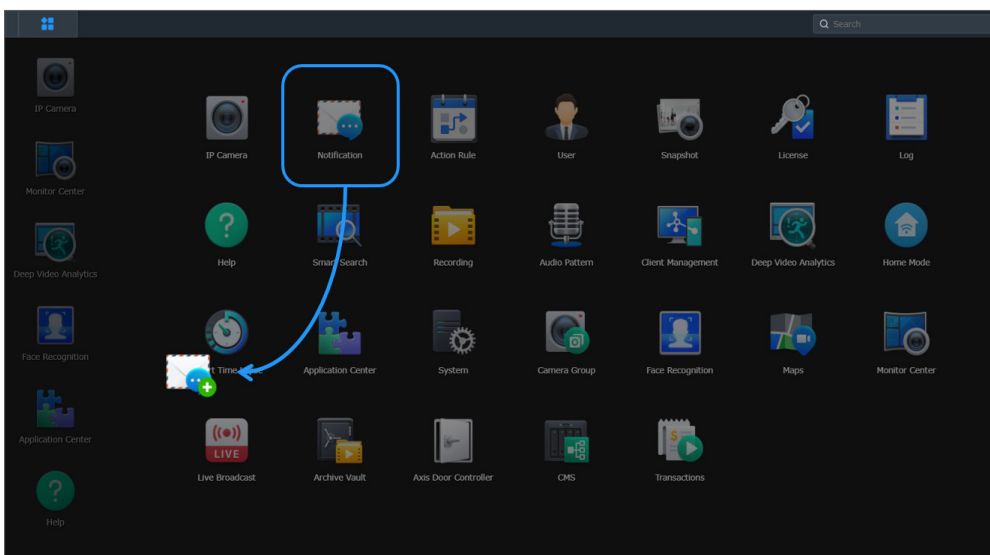 Search
IP Camera
Monitor Center
Deep Video Analytics
Face Recognition
Application Center
Help
IP Camera
Notification
Action Rule
User
Snapshot
License
Log
Help
Smart Search
Recording
Audio Pattern
Client Management
Deep Video Analytics
Home Mode
Application Center
System
Camera Group
Face Recognition
Maps
Monitor Center
LIVE
Live Broadcast
Archive Vault
Axis Door Controller
CMS
Transactions